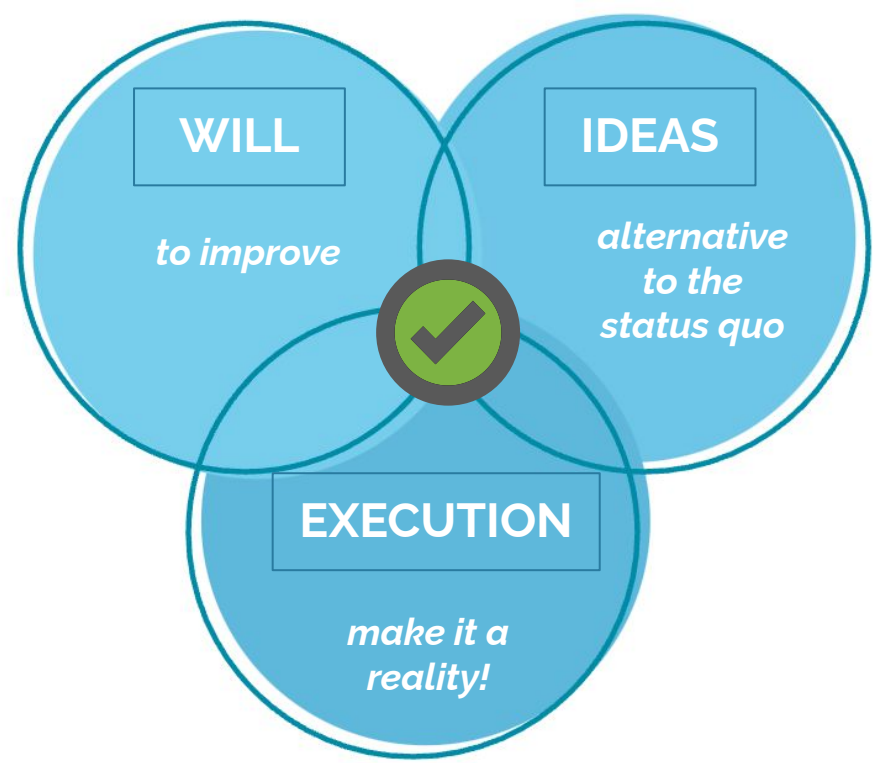 WILL
to improve
IDEAS
alternative
to the
status quo
EXECUTION
make it a
reality!